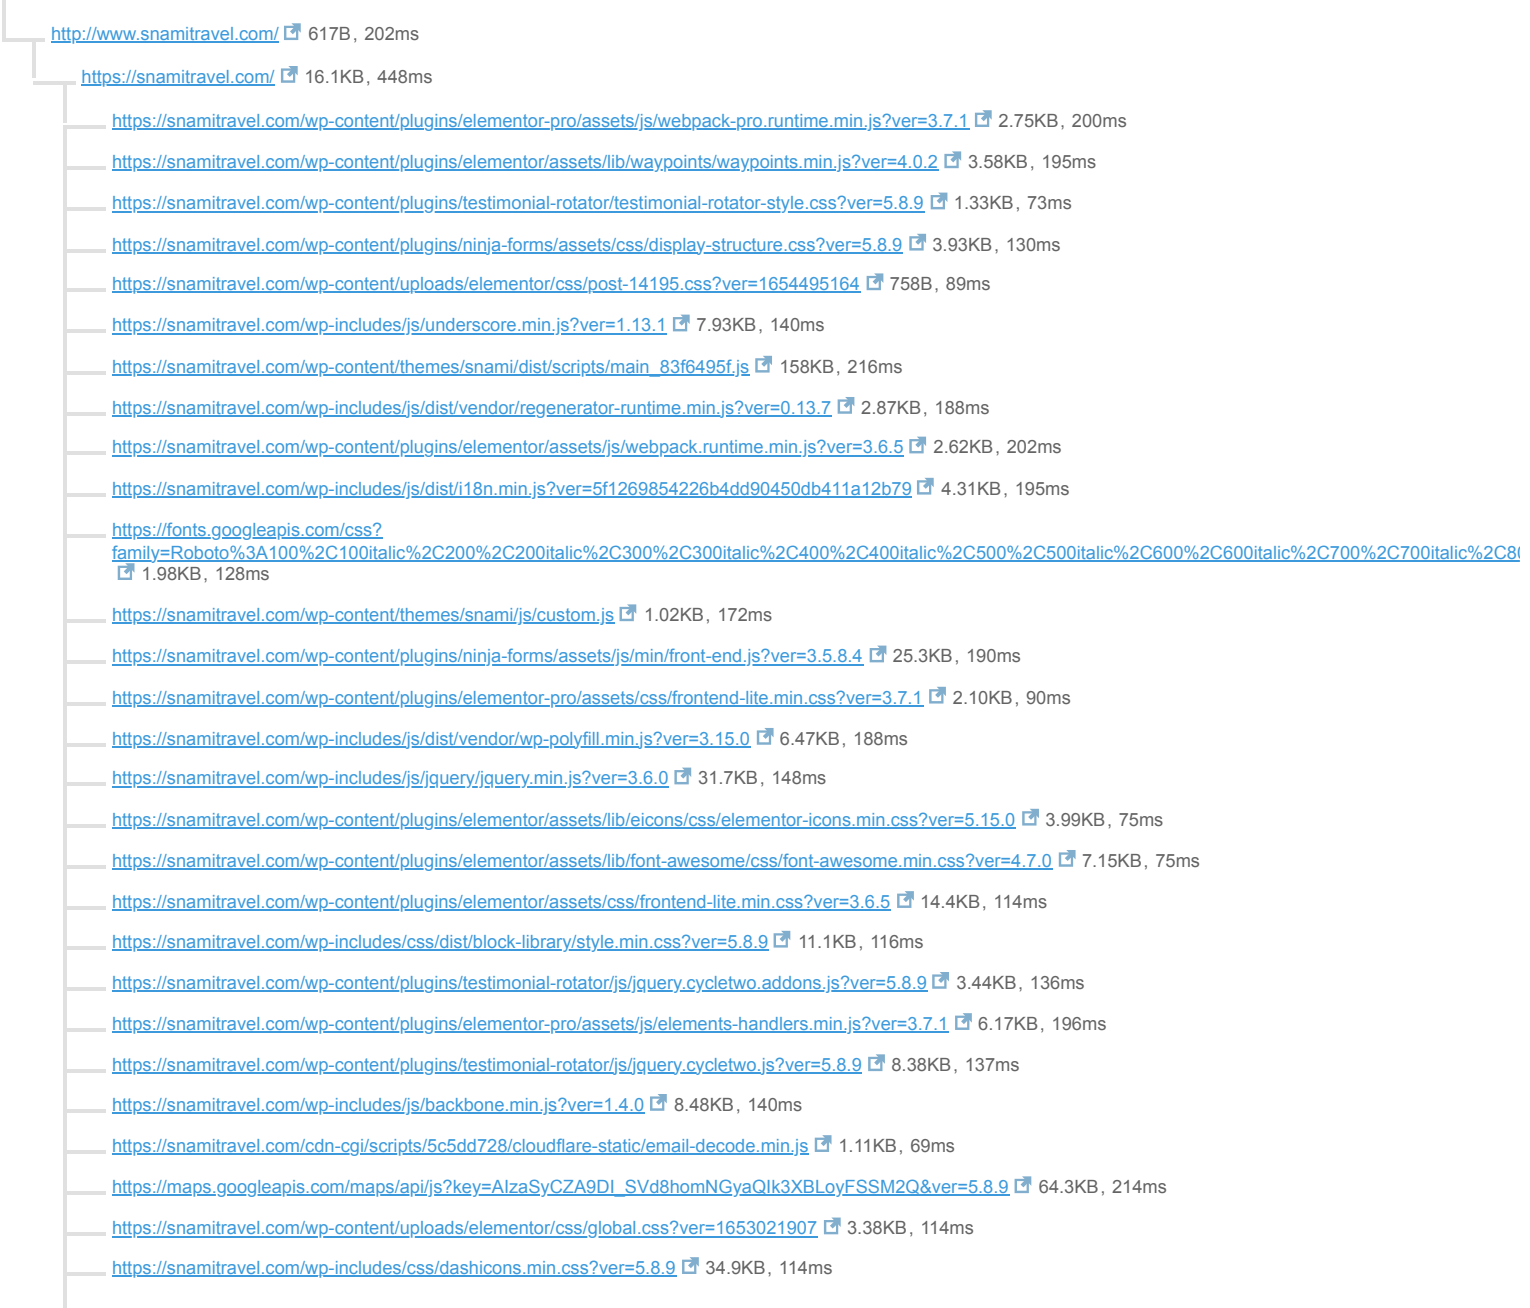 http://www.snamitravel.com/ 617B, 202ms
https://snamitravel.com/ 16.1KB, 448ms
https://snamitravel.com/wp-content/plugins/elementor-pro/assets/js/webpack-pro.runtime.min.js?ver=3.7.1 2.75KB, 200ms
https://snamitravel.com/wp-content/plugins/elementor/assets/lib/waypoints/waypoints.min.js?ver=4.0.2 3.58KB, 195ms
https://snamitravel.com/wp-content/plugins/testimonial-rotator/testimonial-rotator-style.css?ver=5.8.9 1.33KB, 73ms
https://snamitravel.com/wp-content/plugins/ninja-forms/assets/css/display-structure.css?ver=5.8.9 3.93KB, 130ms
https://snamitravel.com/wp-content/uploads/elementor/css/post-14195.css?ver=1654495164 758B, 89ms
https://snamitravel.com/wp-includes/js/underscore.min.js?ver=1.13.1 7.93KB, 140ms
https://snamitravel.com/wp-content/themes/snami/dist/scripts/main_83f6495f.js 158KB, 216ms
https://snamitravel.com/wp-includes/js/dist/vendor/regenerator-runtime.min.js?ver=0.13.7 2.87KB, 188ms
https://snamitravel.com/wp-content/plugins/elementor/assets/js/webpack.runtime.min.js?ver=3.6.5 2.62KB, 202ms
https://snamitravel.com/wp-includes/js/dist/i18n.min.js?ver=5f1269854226b4dd90450db411a12b79 4.31KB, 195ms
https://fonts.googleapis.com/css?
family=Roboto%3A100%2C100italic%2C200%2C200italic%2C300%2C300italic%2C400%2C400italic%2C500%2C500italic%2C600%2C600italic%2C700%2C700italic%2C80
1.98KB, 128ms
https://snamitravel.com/wp-content/themes/snami/js/custom.js 1.02KB, 172ms
https://snamitravel.com/wp-content/plugins/ninja-forms/assets/js/min/front-end.js?ver=3.5.8.4 25.3KB, 190ms
https://snamitravel.com/wp-content/plugins/elementor-pro/assets/css/frontend-lite.min.css?ver=3.7.1 2.10KB, 90ms
https://snamitravel.com/wp-includes/js/dist/vendor/wp-polyfill.min.js?ver=3.15.0 6.47KB, 188ms
https://snamitravel.com/wp-includes/js/jquery/jquery.min.js?ver=3.6.0 31.7KB, 148ms
https://snamitravel.com/wp-content/plugins/elementor/assets/lib/eicons/css/elementor-icons.min.css?ver=5.15.0 3.99KB, 75ms
https://snamitravel.com/wp-content/plugins/elementor/assets/lib/font-awesome/css/font-awesome.min.css?ver=4.7.0 7.15KB, 75ms
https://snamitravel.com/wp-content/plugins/elementor/assets/css/frontend-lite.min.css?ver=3.6.5 14.4KB, 114ms
https://snamitravel.com/wp-includes/css/dist/block-library/style.min.css?ver=5.8.9 11.1KB, 116ms
https://snamitravel.com/wp-content/plugins/testimonial-rotator/js/jquery.cycletwo.addons.js?ver=5.8.9 3.44KB, 136ms
https://snamitravel.com/wp-content/plugins/elementor-pro/assets/js/elements-handlers.min.js?ver=3.7.1 6.17KB, 196ms
https://snamitravel.com/wp-content/plugins/testimonial-rotator/js/jquery.cycletwo.js?ver=5.8.9 8.38KB, 137ms
https://snamitravel.com/wp-includes/js/backbone.min.js?ver=1.4.0 8.48KB, 140ms
https://snamitravel.com/cdn-cgi/scripts/5c5dd728/cloudflare-static/email-decode.min.js 1.11KB, 69ms
https://maps.googleapis.com/maps/api/js?key=AIzaSyCZA9DI_SVd8homNGyaQIk3XBLoyFSSM2Q&ver=5.8.9 64.3KB, 214ms
https://snamitravel.com/wp-content/uploads/elementor/css/global.css?ver=1653021907 3.38KB, 114ms
https://snamitravel.com/wp-includes/css/dashicons.min.css?ver=5.8.9 34.9KB, 114ms